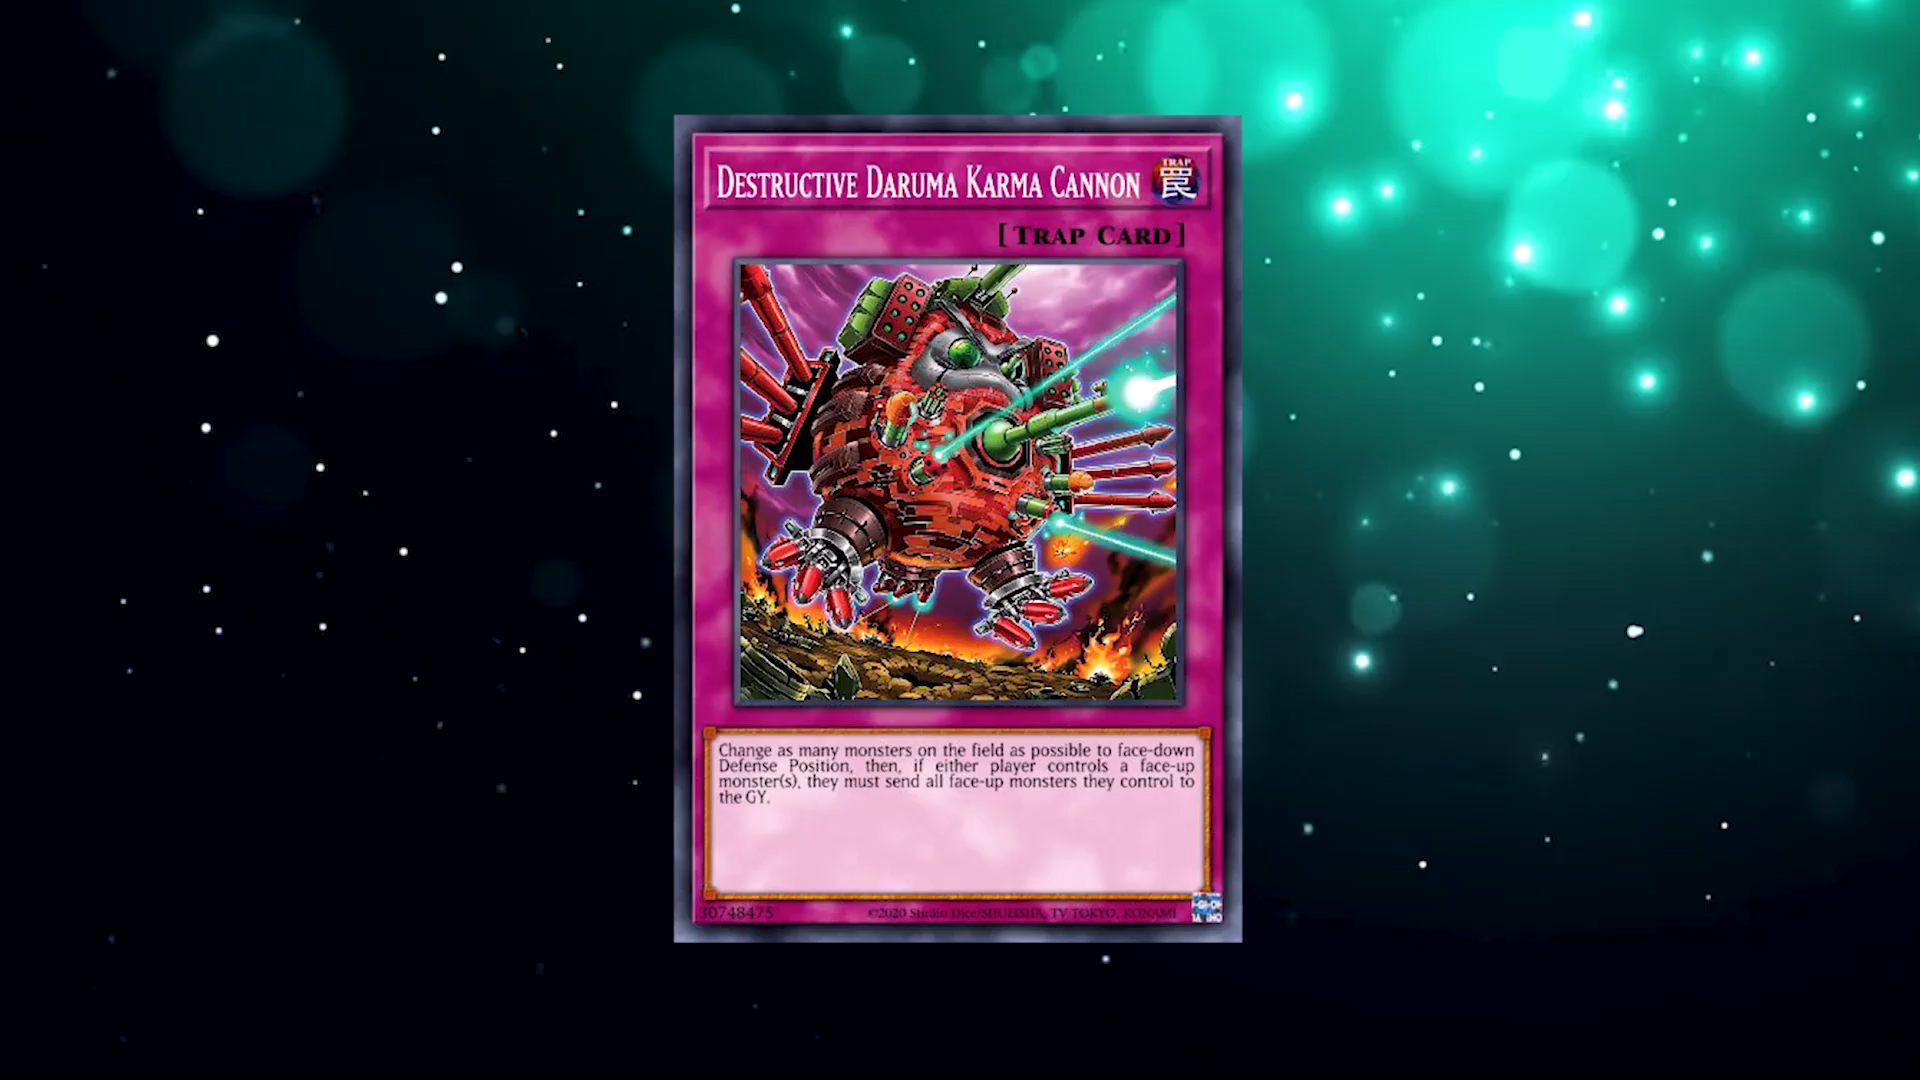 DESTRUCTIVE DARUMA KARMA CANNON
TRAP
罠
[TRAP CARD]
Change as many monsters on the field as possible to face-down
Defense Position, then, if either player controls a face-up
monster(s), they must send all face-up monsters they control to
the GY.
30748475
©2020 Studio Dice/SHUEISHA, TV TOKYO, KONAMI